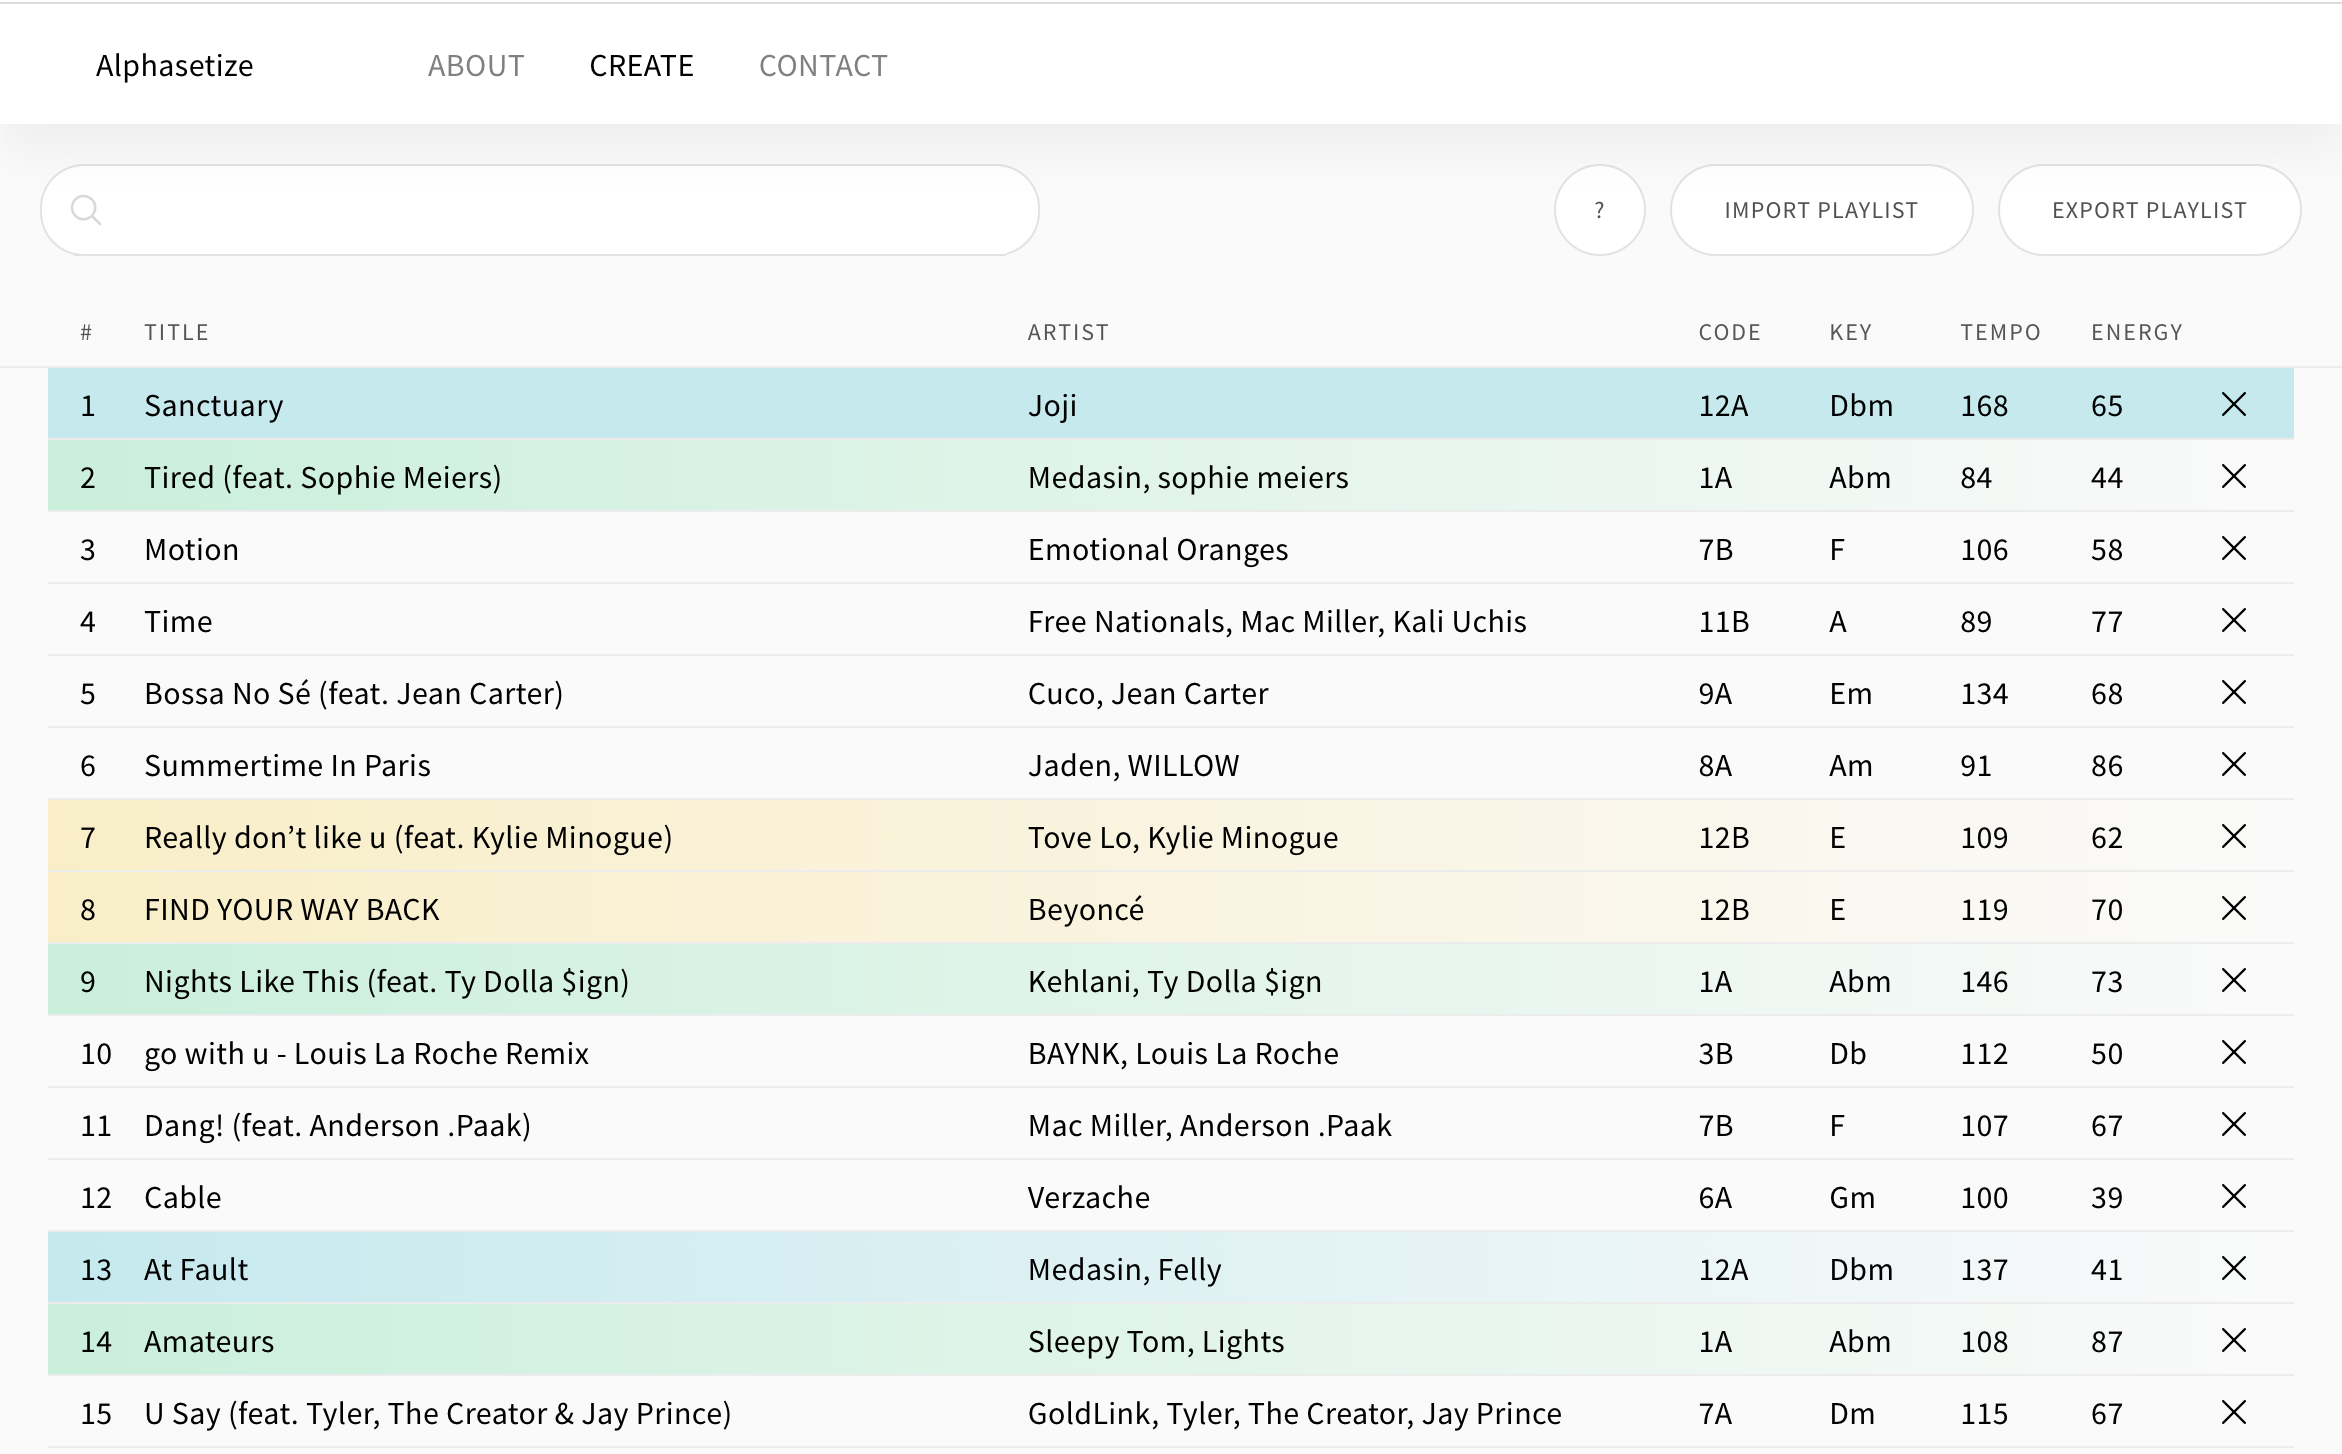 Alphasetize ABOUT CREATE CONTACT
? IMPORT PLAYLIST EXPORT PLAYLIST
# TITLE ARTIST CODE KEY TEMPO ENERGY
1 Sanctuary Joji 12A Dbm 168 65
2 Tired (feat. Sophie Meiers) Medasin, sophie meiers 1A Abm 84 44
3 Motion Emotional Oranges 7B F 106 58
4 Time Free Nationals, Mac Miller, Kali Uchis 11B A 89 77
5 Bossa No Sé (feat. Jean Carter) Cuco, Jean Carter 9A Em 134 68
6 Summertime In Paris Jaden, WILLOW 8A Am 91 86
7 Really don’t like u (feat. Kylie Minogue) Tove Lo, Kylie Minogue 12B E 109 62
8 FIND YOUR WAY BACK Beyoncé 12B E 119 70
9 Nights Like This (feat. Ty Dolla $ign) Kehlani, Ty Dolla $ign 1A Abm 146 73
10 go with u - Louis La Roche Remix BAYNK, Louis La Roche 3B Db 112 50
11 Dang! (feat. Anderson .Paak) Mac Miller, Anderson .Paak 7B F 107 67
12 Cable Verzache 6A Gm 100 39
13 At Fault Medasin, Felly 12A Dbm 137 41
14 Amateurs Sleepy Tom, Lights 1A Abm 108 87
15 U Say (feat. Tyler, The Creator & Jay Prince) GoldLink, Tyler, The Creator, Jay Prince 7A Dm 115 67